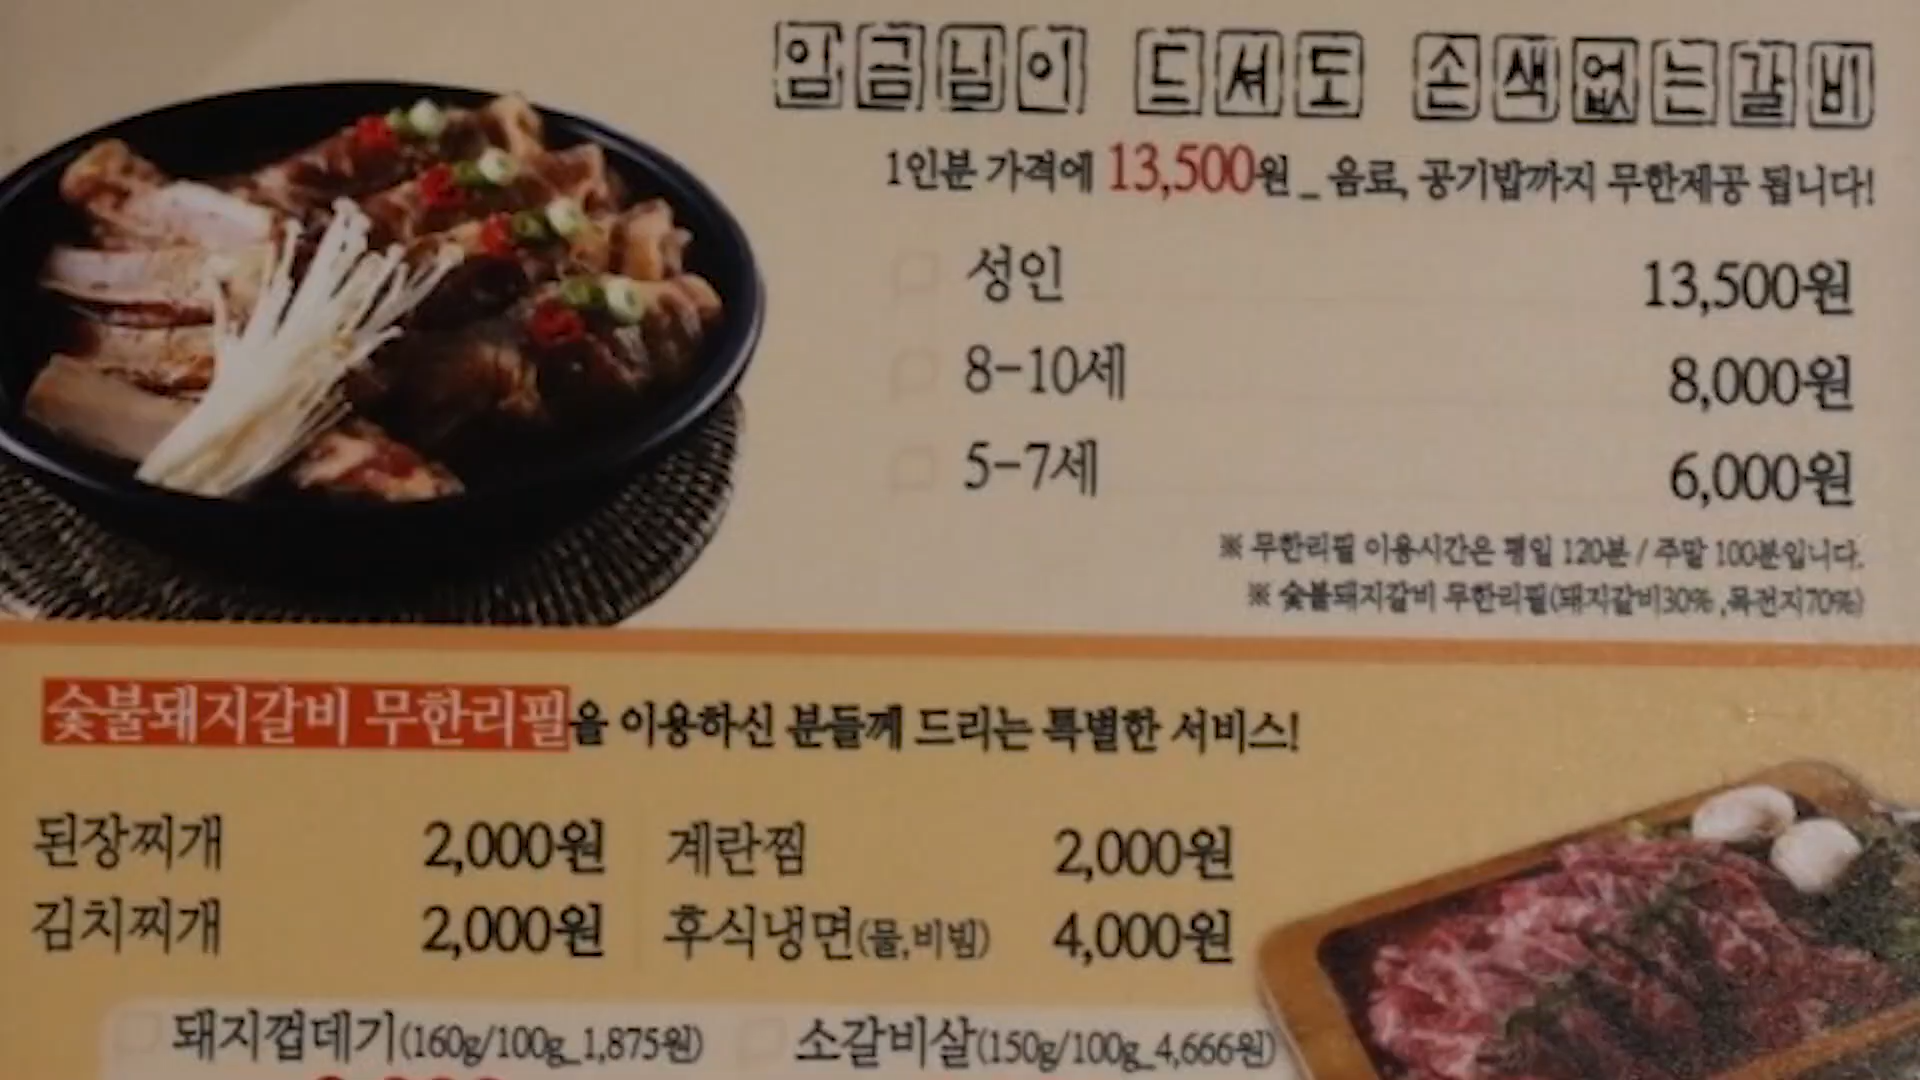 임금님이 드셔도 손색없는갈비
1인분 가격에 13,500원_음료, 공기밥까지 무한제공 됩니다!
성인 13,500원
8-10세 8,000원
5-7세 6,000원
※ 무한리필 이용시간은 평일 120분 / 주말 100분입니다.
※ 숯불돼지갈비 무한리필(돼지갈비30%,목전지70%)
숯불돼지갈비 무한리필을 이용하신 분들께 드리는 특별한 서비스!
된장찌개 2,000원 계란찜 2,000원
김치찌개 2,000원 후식냉면(물,비빔) 4,000원
돼지껍데기(160g/100g_1,875원) 소갈비살(150g/100g_4,666원)